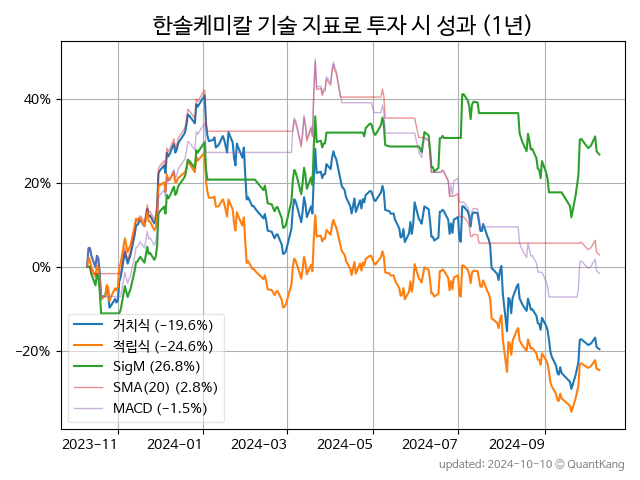 한솔케미칼 기술 지표로 투자 시 성과 (1년)
40%
20%
0%
−20%
거치식 (−19.6%)
적립식 (−24.6%)
SigM (26.8%)
SMA(20) (2.8%)
MACD (−1.5%)
2023−11 2024−01 2024−03 2024−05 2024−07 2024−09
updated: 2024−10−10 © QuantKang